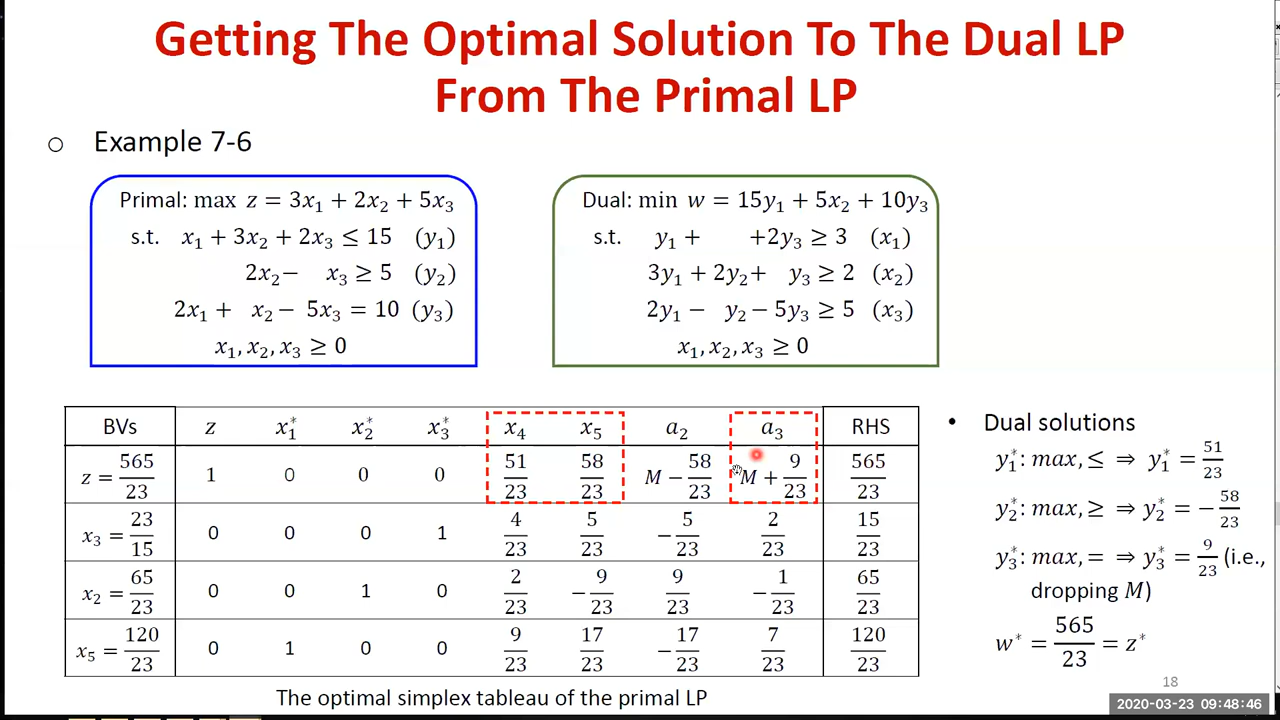 Getting The Optimal Solution To The Dual LP
From The Primal LP
o Example 7-6
Primal: max z = 3x₁ + 2x₂ + 5x₃
s.t. x₁ + 3x₂ + 2x₃ ≤ 15 (y₁)
2x₂ − x₃ ≥ 5 (y₂)
2x₁ + x₂ − 5x₃ = 10 (y₃)
x₁, x₂, x₃ ≥ 0
Dual: min w = 15y₁ + 5x₂ + 10y₃
s.t. y₁ + +2y₃ ≥ 3 (x₁)
3y₁ + 2y₂ + y₃ ≥ 2 (x₂)
2y₁ − y₂ − 5y₃ ≥ 5 (x₃)
x₁, x₂, x₃ ≥ 0
BVs z x₁* x₂* x₃* x₄ x₅ a₂ a₃ RHS
z = 565/23 1 0 0 0 51/23 58/23 M − 58/23 M + 9/23 565/23
x₃ = 23/15 0 0 0 1 4/23 5/23 −5/23 2/23 15/23
x₂ = 65/23 0 0 1 0 2/23 −9/23 9/23 −1/23 65/23
x₅ = 120/23 0 1 0 0 9/23 17/23 −17/23 7/23 120/23
The optimal simplex tableau of the primal LP
• Dual solutions
y₁*: max, ≤ ⇒ y₁* = 51/23
y₂*: max, ≥ ⇒ y₂* = −58/23
y₃*: max, = ⇒ y₃* = 9/23 (i.e.,
dropping M)
w* = 565/23 = z*
18
2020-03-23 09:48:46